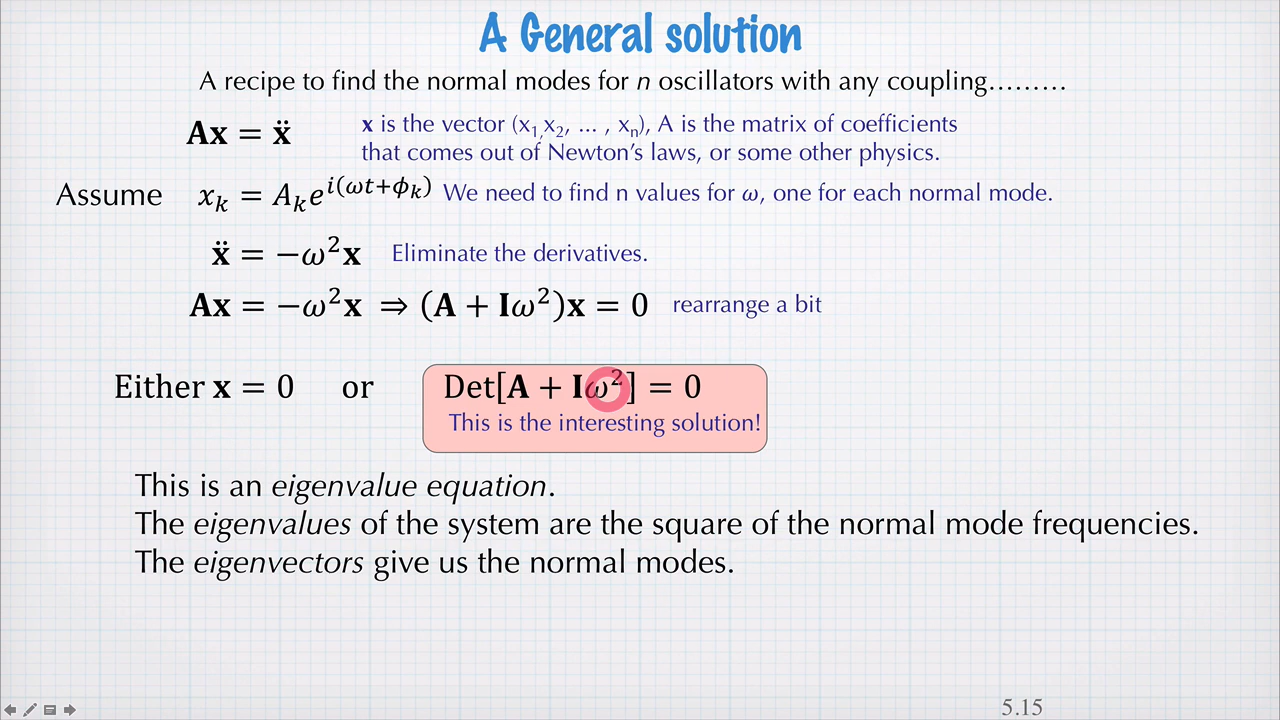 A General solution
A recipe to find the normal modes for n oscillators with any coupling………
Ax = ẍ
x is the vector (x₁,x₂, ... , xₙ), A is the matrix of coefficients
that comes out of Newton’s laws, or some other physics.
Assume xₖ = Aₖe^{i(ωt+ϕₖ)} We need to find n values for ω, one for each normal mode.
ẍ = −ω²x Eliminate the derivatives.
Ax = −ω²x ⇒ (A + Iω²)x = 0 rearrange a bit
Either x = 0 or Det[A + Iω²] = 0
This is the interesting solution!
This is an eigenvalue equation.
The eigenvalues of the system are the square of the normal mode frequencies.
The eigenvectors give us the normal modes.
5.15